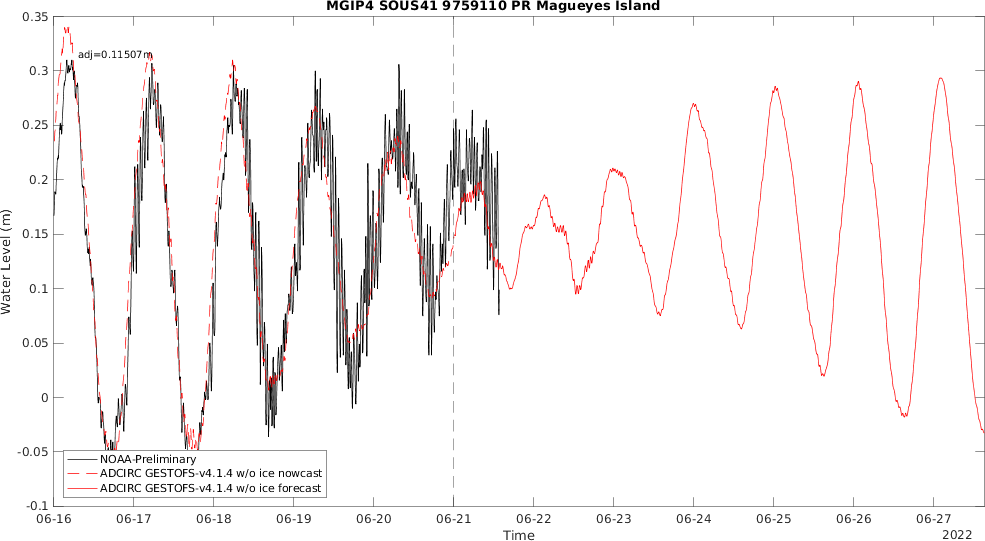 MGIP4 SOUS41 9759110 PR Magueyes Island
0.35
adj=0.11507m
0.3
0.25
0.2
0.15
0.1
0.05
0
-0.05
-0.1
Water Level (m)
NOAA-Preliminary
ADCIRC GESTOFS-v4.1.4 w/o ice nowcast
ADCIRC GESTOFS-v4.1.4 w/o ice forecast
06-16 06-17 06-18 06-19 06-20 06-21 06-22 06-23 06-24 06-25 06-26 06-27
Time
2022